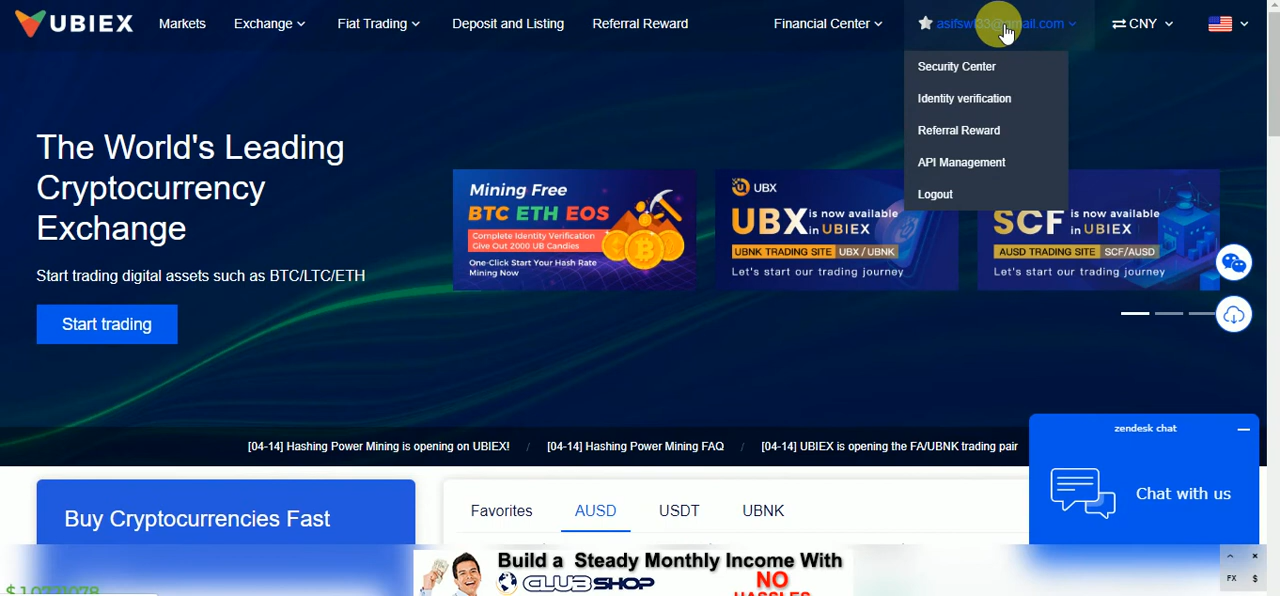 UBIEX
Markets
Exchange
Fiat Trading
Deposit and Listing
Referral Reward
Financial Center
CNY
Security Center
Identity verification
Referral Reward
API Management
Logout
The World's Leading
Cryptocurrency
Exchange
Start trading digital assets such as BTC/LTC/ETH
Start trading
Mining Free
BTC ETH EOS
Complete Identity Verification
Give Out 2000 UB Candies
One-Click Start Your Hash Rate
Mining Now
UBX
UBX is now available
in UBIEX
UBNK TRADING SITE UBX / UBNK
Let's start our trading journey
SCF is now available
in UBIEX
AUSD TRADING SITE SCF/AUSD
Let's start our trading journey
[04-14] Hashing Power Mining is opening on UBIEX!
/
[04-14] Hashing Power Mining FAQ
/
[04-14] UBIEX is opening the FA/UBNK trading pair
zendesk chat
Chat with us
Buy Cryptocurrencies Fast
Favorites
AUSD
USDT
UBNK
Build a Steady Monthly Income With
CLUBSHOP
NO
HASSLES
FX $